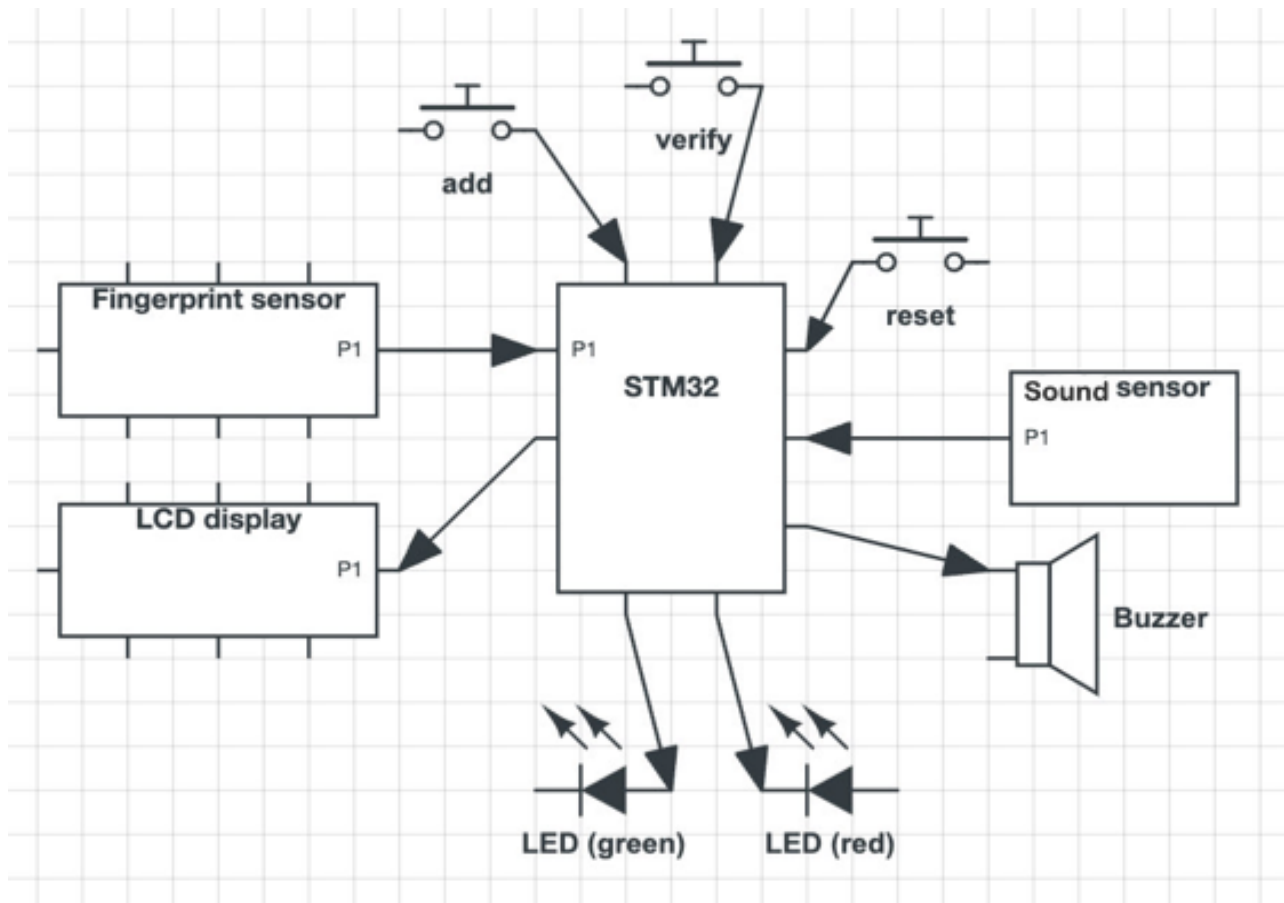 verify
add
reset
Fingerprint sensor
P1
P1
STM32
Sound sensor
P1
LCD display
P1
Buzzer
LED (green)
LED (red)